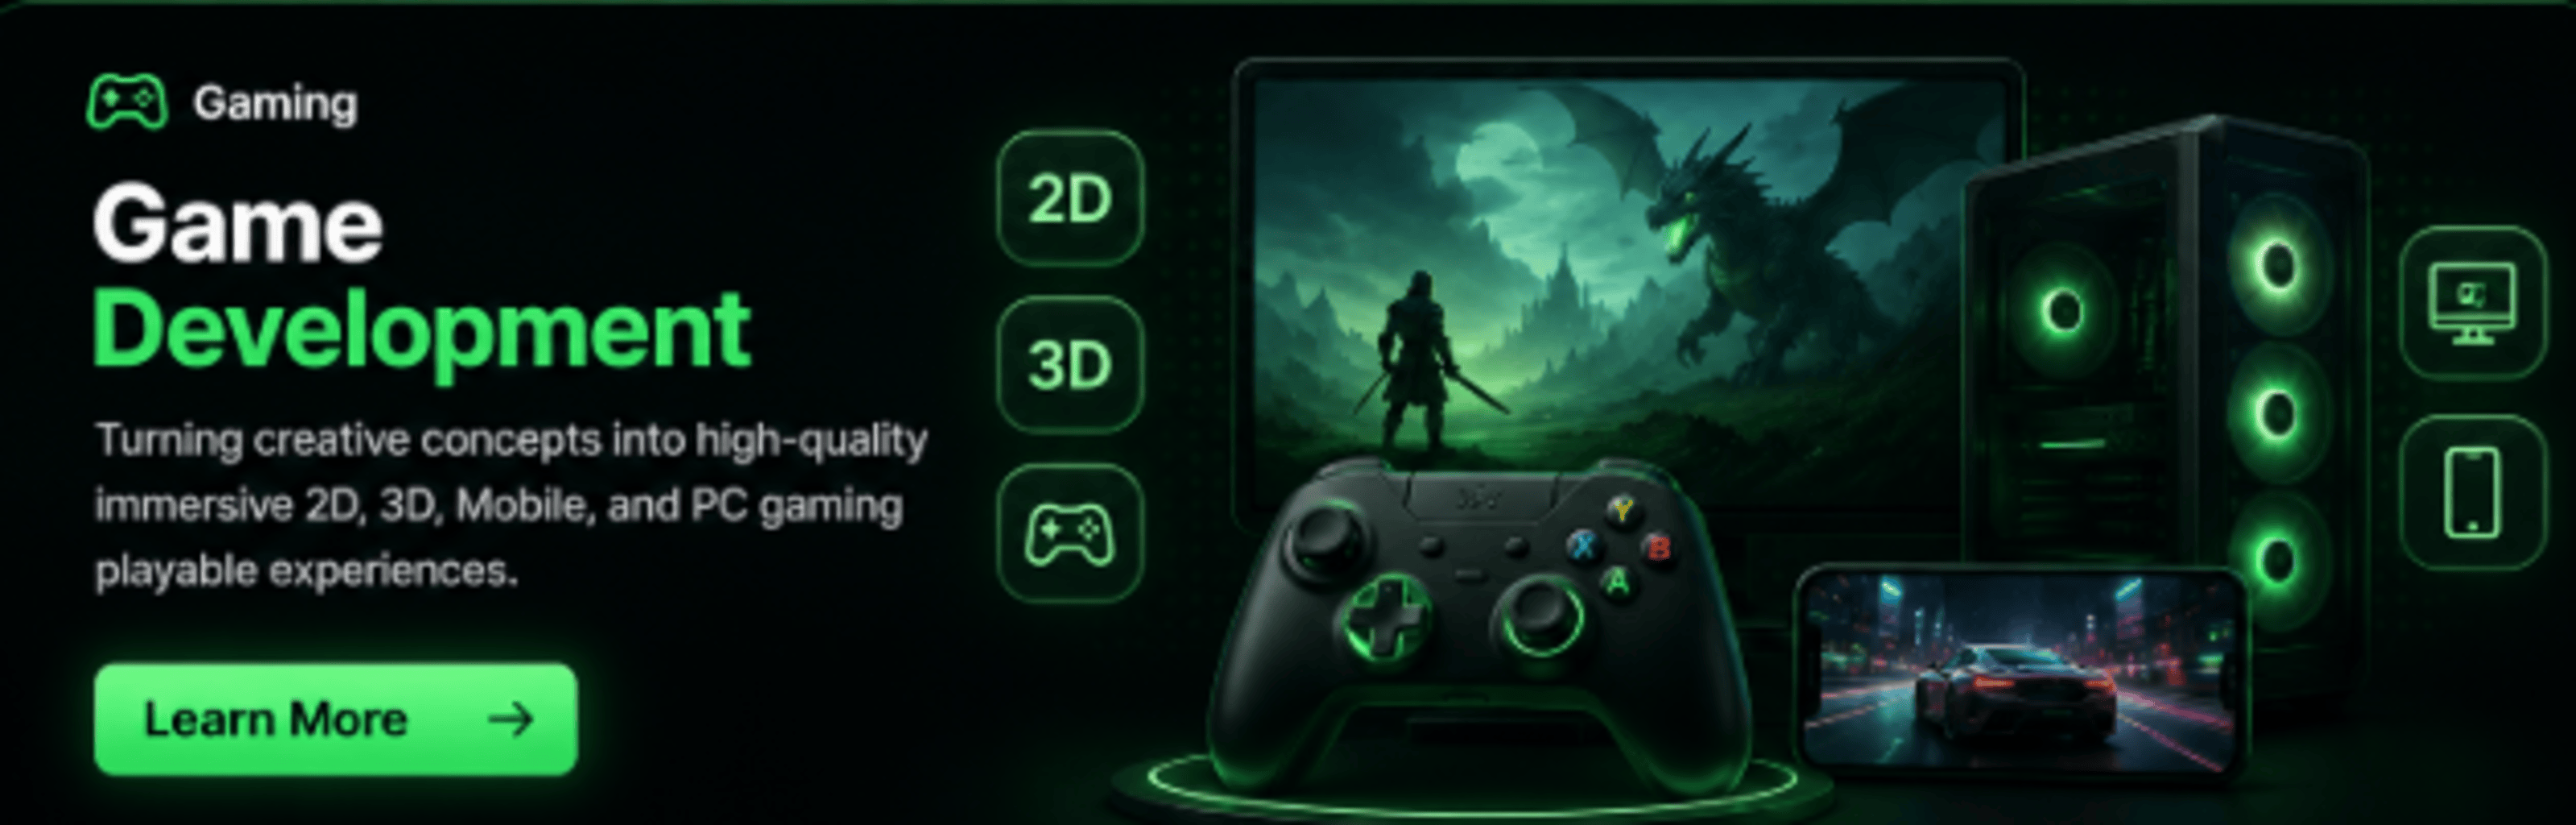 Gaming
Game
Development
Turning creative concepts into high-quality
immersive 2D, 3D, Mobile, and PC gaming
playable experiences.
Learn More →
2D
3D
Y
X
B
A